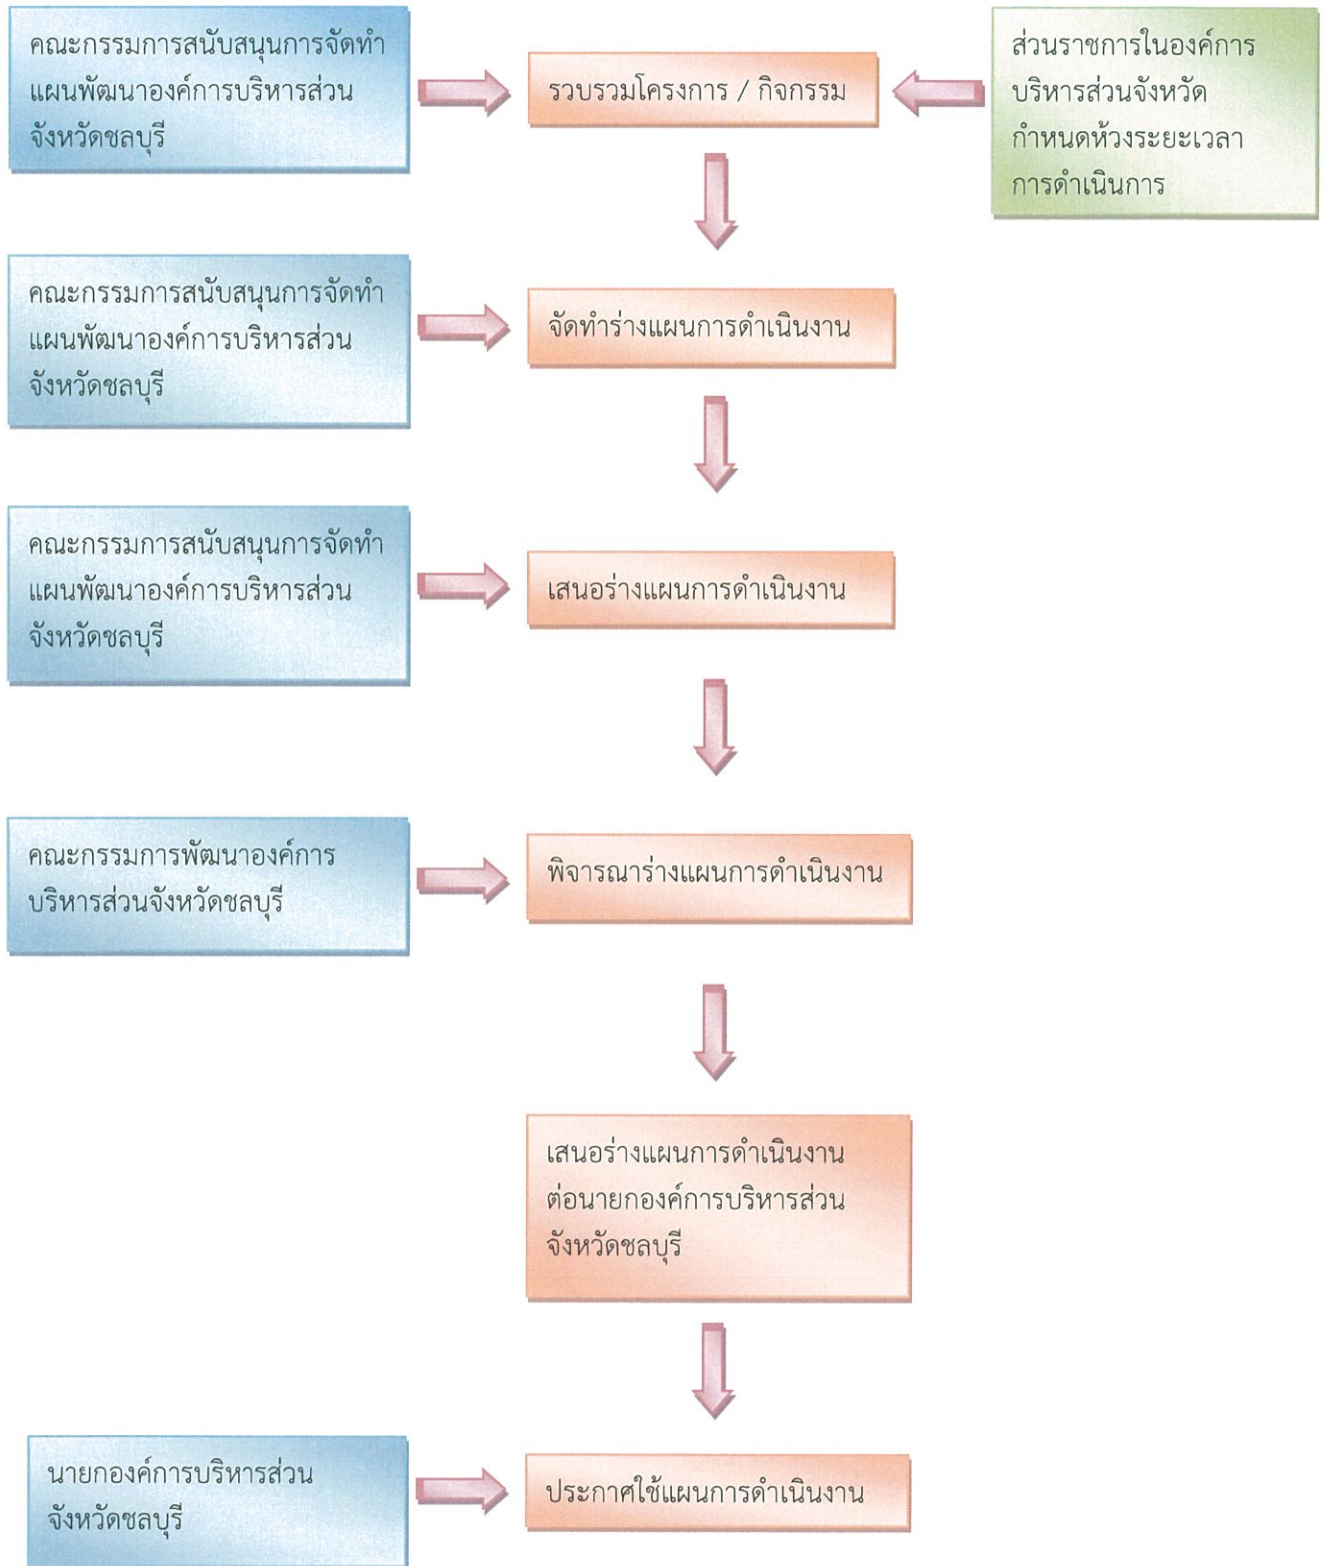 คณะกรรมการสนับสนุนการจัดทำ
แผนพัฒนาองค์การบริหารส่วน
จังหวัดชลบุรี
รวบรวมโครงการ / กิจกรรม
ส่วนราชการในองค์การ
บริหารส่วนจังหวัด
กำหนดห้วงระยะเวลา
การดำเนินการ
คณะกรรมการสนับสนุนการจัดทำ
แผนพัฒนาองค์การบริหารส่วน
จังหวัดชลบุรี
จัดทำร่างแผนการดำเนินงาน
คณะกรรมการสนับสนุนการจัดทำ
แผนพัฒนาองค์การบริหารส่วน
จังหวัดชลบุรี
เสนอร่างแผนการดำเนินงาน
คณะกรรมการพัฒนาองค์การ
บริหารส่วนจังหวัดชลบุรี
พิจารณาร่างแผนการดำเนินงาน
เสนอร่างแผนการดำเนินงาน
ต่อนายกองค์การบริหารส่วน
จังหวัดชลบุรี
นายกองค์การบริหารส่วน
จังหวัดชลบุรี
ประกาศใช้แผนการดำเนินงาน